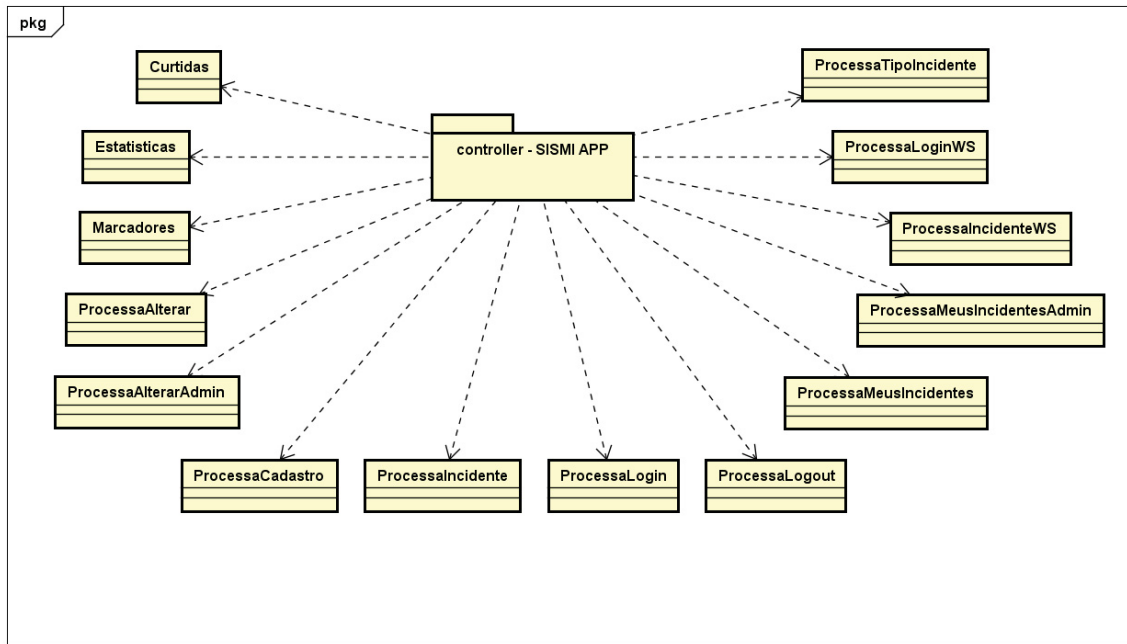 pkg
Curtidas
ProcessaTipoIncidente
Estatisticas
controller - SISMI APP
ProcessaLoginWS
Marcadores
ProcessaIncidenteWS
ProcessaAlterar
ProcessaMeusIncidentesAdmin
ProcessaAlterarAdmin
ProcessaMeusIncidentes
ProcessaCadastro
ProcessaIncidente
ProcessaLogin
ProcessaLogout